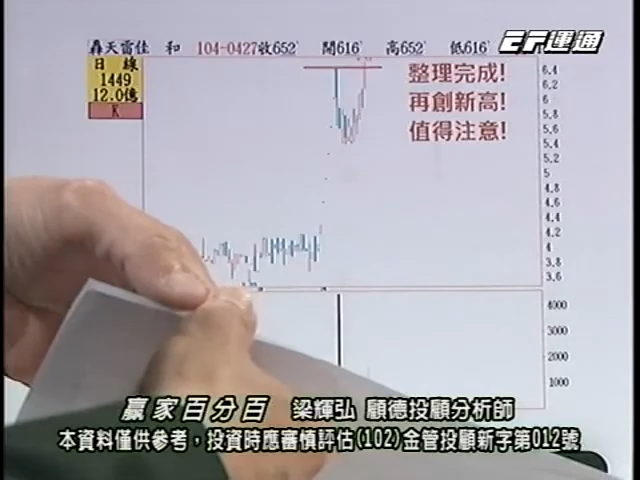 轟天雷佳 和 104-0427收652' 開616' 高652' 低616'
EF運通
日 線
1449
12.0億
K
整理完成!
再創新高!
值得注意!
6.4
6.2
6
5.8
5.6
5.4
5.2
5
4.8
4.6
4.4
4.2
4
3.8
3.6
4000
3000
2000
1000
贏家百分百 梁輝弘 顧德投顧分析師
本資料僅供參考,投資時應審慎評估(102)金管投顧新字第012號